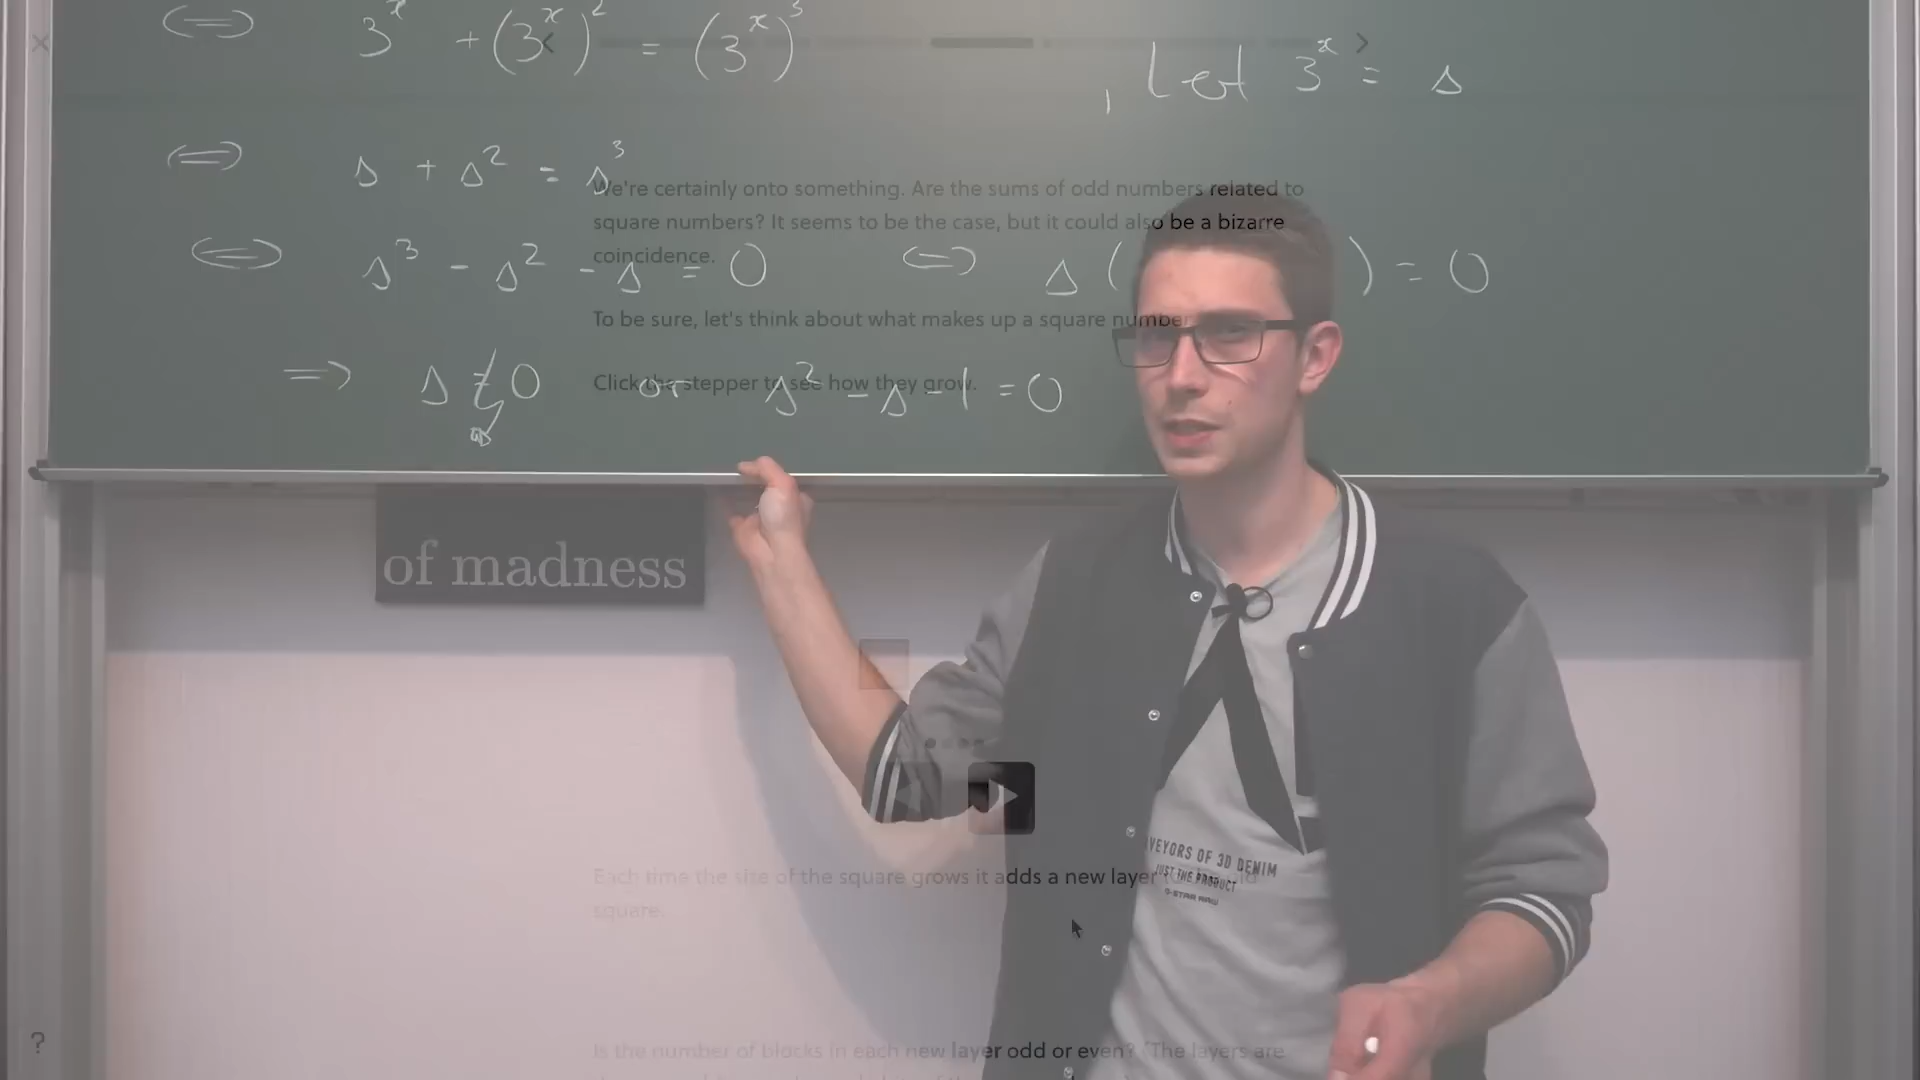 ⟺ 3^x + (3^x)^2 = (3^x)^3
, Let 3^x = s
⟺ s + s^2 = s^3
We're certainly onto something. Are the sums of odd numbers related to
square numbers? It seems to be the case, but it could also be a bizarre
coincidence.
⟺ s^3 - s^2 - s = 0 ⟺ s ( ) = 0
To be sure, let's think about what makes up a square number
Click the stepper to see how they grow.
⟹ s ≠ 0 or s^2 - s - 1 = 0
of madness
VEYORS OF 3D DENIM
JUST THE PRODUCT
G-STAR RAW
Each time the size of the square grows it adds a new layer
square.
?
Is the number of blocks in each new layer odd or even? The layers are